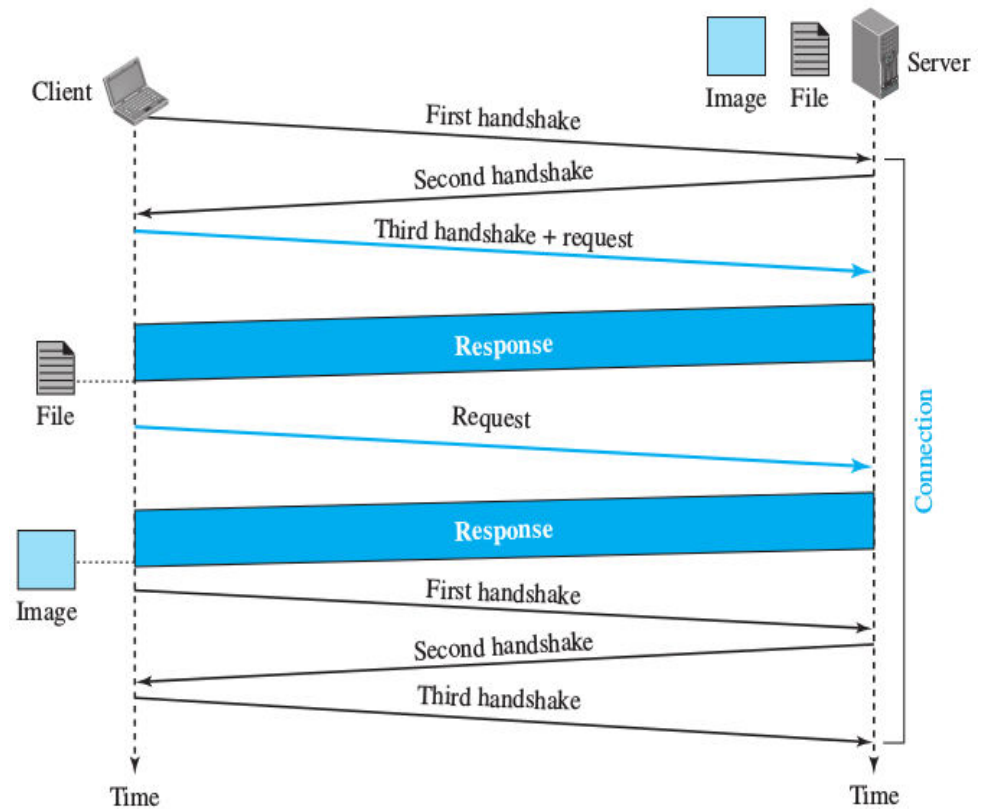 Client
Image
File
Server
First handshake
Second handshake
Third handshake + request
Response
File
Request
Connection
Response
Image
First handshake
Second handshake
Third handshake
Time
Time